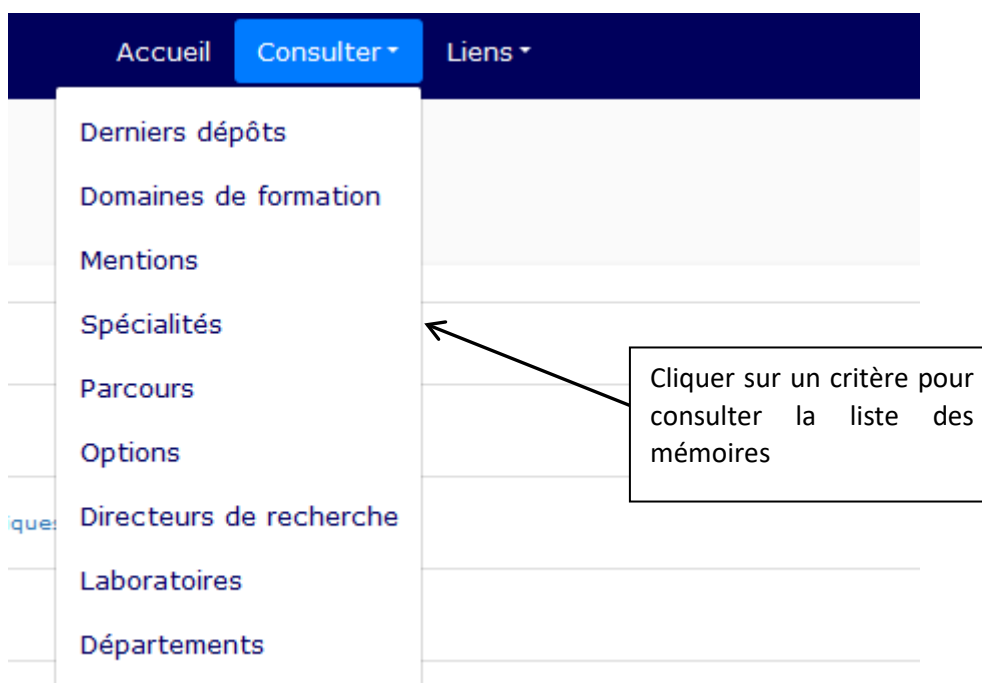 Accueil Consulter Liens
Derniers dépôts
Domaines de formation
Mentions
Spécialités
Parcours
Options
Directeurs de recherche
Laboratoires
Départements
Cliquer sur un critère pour
consulter la liste des
mémoires